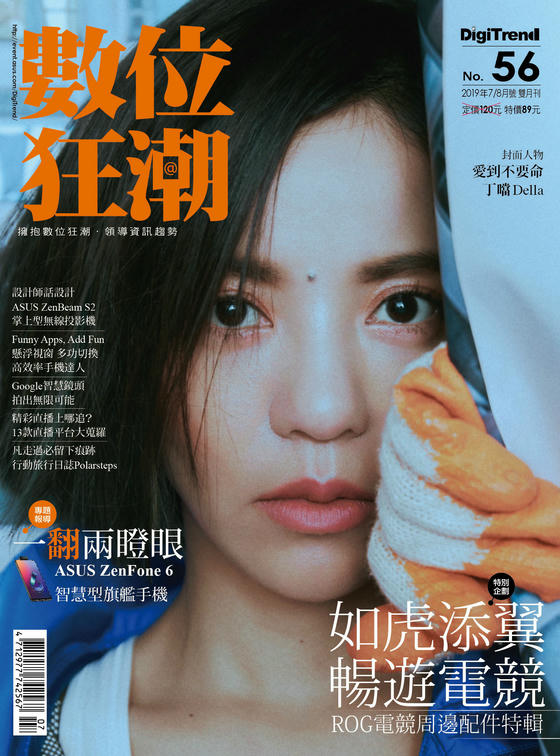 http://event.asus.com/DigiTrend/
數位
狂潮
@
擁抱數位狂潮．領導資訊趨勢
DigiTrend
No. 56
2019年7/8月號 雙月刊
定價120元 特價89元
封面人物
愛到不要命
丁噹 Della
設計師話設計
ASUS ZenBeam S2
掌上型無線投影機
Funny Apps, Add Fun
懸浮視窗 多功切換
高效率手機達人
Google智慧鏡頭
拍出無限可能
精彩直播上哪追?
13款直播平台大蒐羅
凡走過必留下痕跡
行動旅行日誌Polarsteps
專題
報導
一翻兩瞪眼
ASUS ZenFone 6
智慧型旗艦手機
特別
企劃
如虎添翼
暢遊電競
ROG電競周邊配件特輯
4712977742567
07